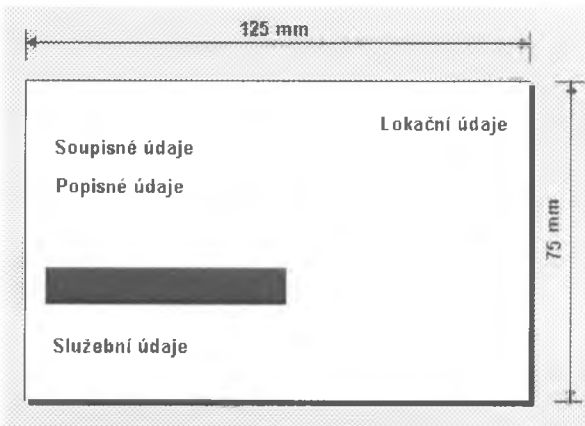 125 mm
Lokační údaje
Soupisné údaje
Popisné údaje
75 mm
Služební údaje